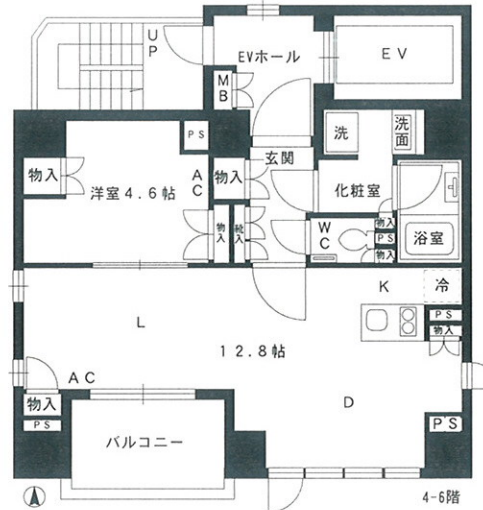 UP
EVホール
EV
MB
PS
洗
洗面
物入
洋室4.6帖
AC
物入
玄関
化粧室
物入
靴入
WC
物入
PS
物入
浴室
K
冷
PS
物入
L
12.8帖
AC
D
物入
PS
バルコニー
PS
4-6階